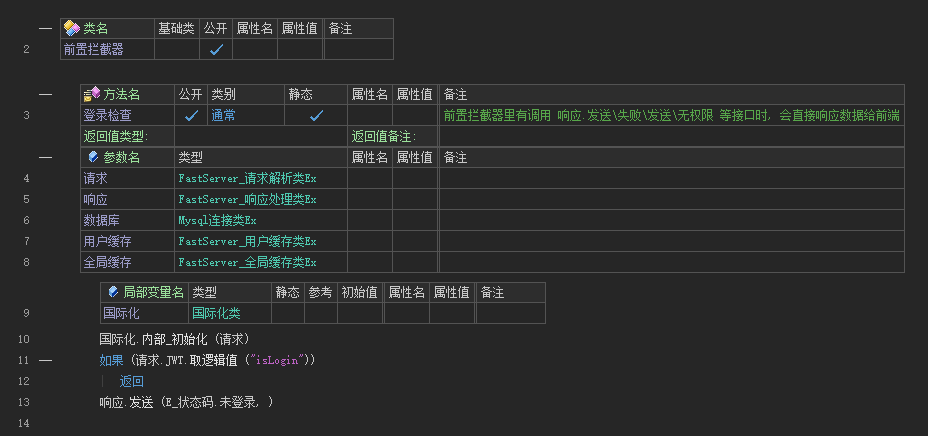 类名 基础类 公开 属性名 属性值 备注
2 前置拦截器
方法名 公开 类别 静态 属性名 属性值 备注
3 登录检查 通常 前置拦截器里有调用 响应.发送\失败\发送\无权限 等接口时, 会直接响应数据给前端
返回值类型: 返回值备注:
参数名 类型 属性名 属性值 备注
4 请求 FastServer_请求解析类Ex
5 响应 FastServer_响应处理类Ex
6 数据库 Mysql连接类Ex
7 用户缓存 FastServer_用户缓存类Ex
8 全局缓存 FastServer_全局缓存类Ex
局部变量名 类型 静态 参考 初始值 属性名 属性值 备注
9 国际化 国际化类
10 国际化.内部_初始化 (请求)
11 如果 (请求.JWT.取逻辑值 ("isLogin"))
12 返回
13 响应.发送 (E_状态码.未登录, )
14